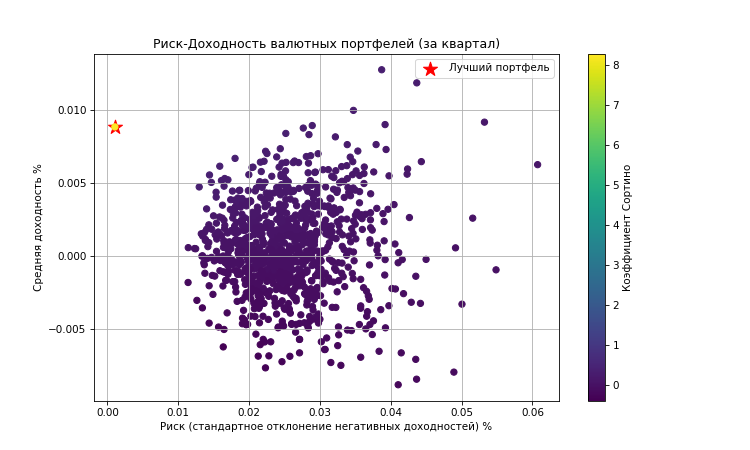 Риск-Доходность валютных портфелей (за квартал)
Лучший портфель
Средняя доходность %
0.010
0.005
0.000
−0.005
0.00 0.01 0.02 0.03 0.04 0.05 0.06
Риск (стандартное отклонение негативных доходностей) %
8
7
6
5
4
3
2
1
0
Коэффициент Сортино